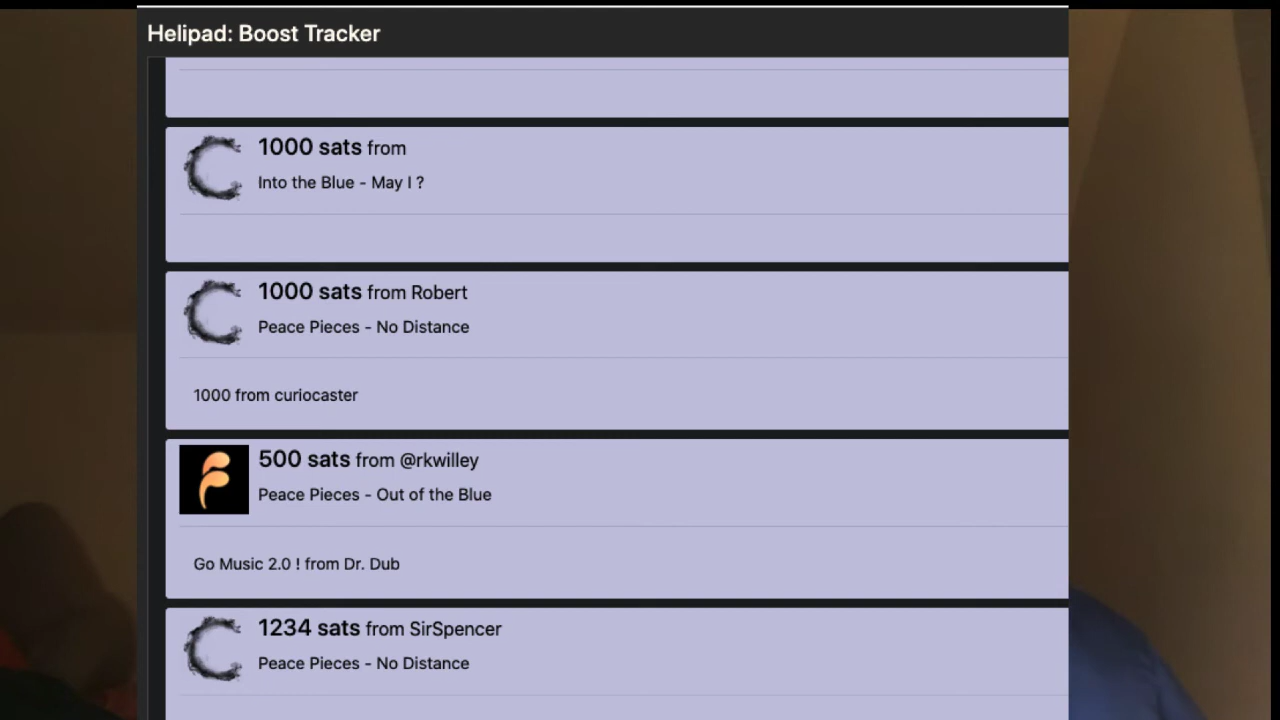 Helipad: Boost Tracker
1000 sats from
Into the Blue - May I ?
1000 sats from Robert
Peace Pieces - No Distance
1000 from curiocaster
500 sats from @rkwilley
Peace Pieces - Out of the Blue
Go Music 2.0 ! from Dr. Dub
1234 sats from SirSpencer
Peace Pieces - No Distance